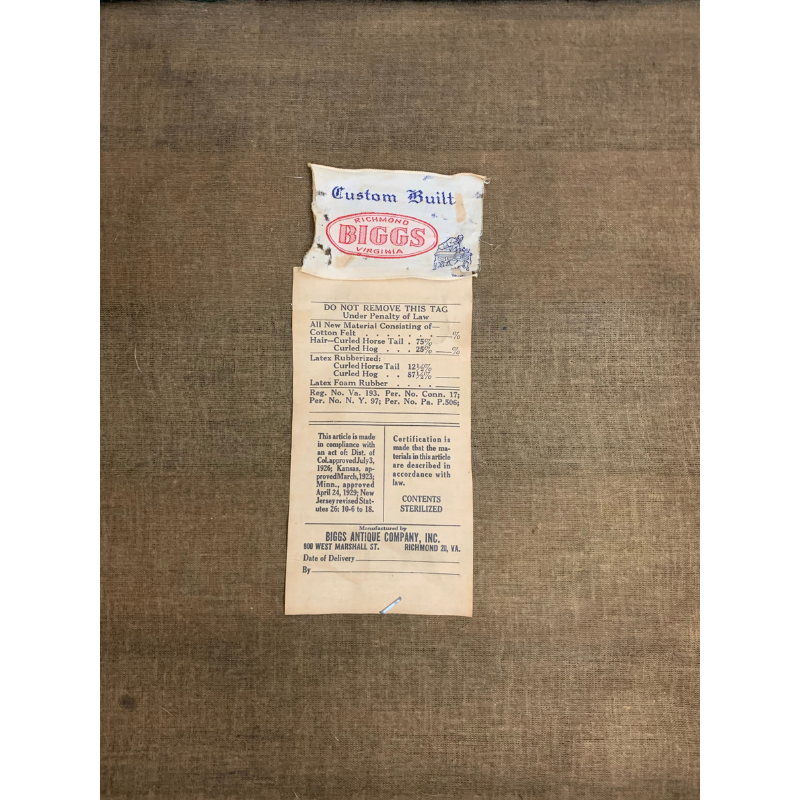 Custom Built
RICHMOND
BIGGS
VIRGINIA
DO NOT REMOVE THIS TAG
Under Penalty of Law
All New Material Consisting of—
Cotton Felt . . . . . . . %
Hair—Curled Horse Tail . 75%
Curled Hog . . . 25% %
Latex Rubberized:
Curled Horse Tail 12½%
Curled Hog . . 87½%
Latex Foam Rubber . . . .
Reg. No. Va. 193. Per. No. Conn. 17;
Per. No. N. Y. 97; Per. No. Pa. P.506;
This article is made
in compliance with
an act of: Dist. of
Col. approved July 3,
1926; Kansas, ap-
proved March, 1923;
Minn., approved
April 24, 1929; New
Jersey revised Stat-
utes 26: 10-6 to 18.
Certification is
made that the ma-
terials in this article
are described in
accordance with
law.
CONTENTS
STERILIZED
Manufactured by
BIGGS ANTIQUE COMPANY, INC.
900 WEST MARSHALL ST. RICHMOND 20, VA.
Date of Delivery
By